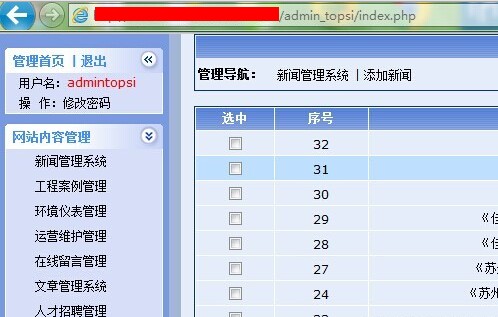 /admin_topsi/index.php
管理首页 | 退出
用户名：admintopsi
操 作：修改密码
网站内容管理
新闻管理系统
工程案例管理
环境仪表管理
运营维护管理
在线留言管理
文章管理系统
人才招聘管理
管理导航： 新闻管理系统 | 添加新闻
选中 序号
32
31
30
29 《佳
28 《佳
27 《苏
24 《苏州